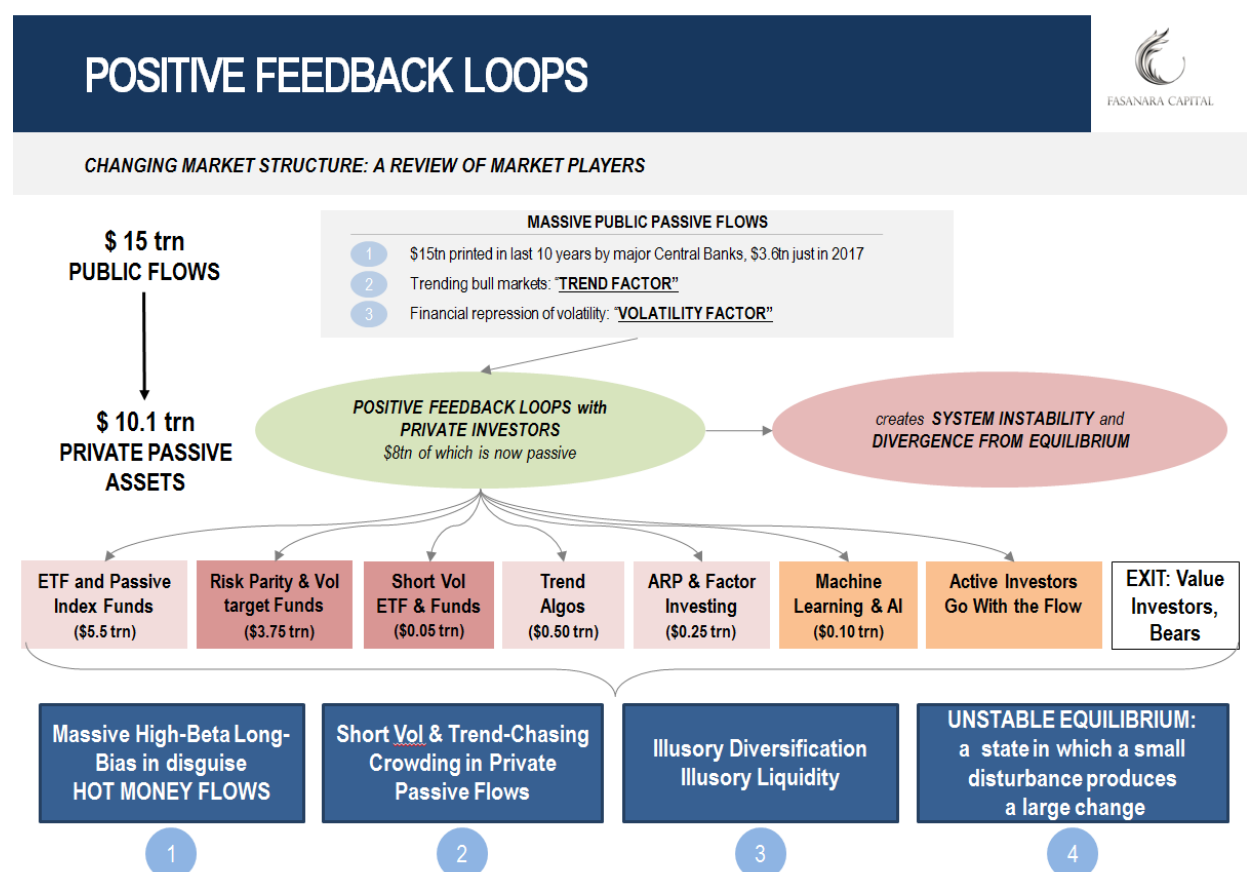 POSITIVE FEEDBACK LOOPS
FASANARA CAPITAL
CHANGING MARKET STRUCTURE: A REVIEW OF MARKET PLAYERS
$ 15 trn
PUBLIC FLOWS
MASSIVE PUBLIC PASSIVE FLOWS
1 $15tn printed in last 10 years by major Central Banks, $3.6tn just in 2017
2 Trending bull markets: “TREND FACTOR”
3 Financial repression of volatility: “VOLATILITY FACTOR”
$ 10.1 trn
PRIVATE PASSIVE
ASSETS
POSITIVE FEEDBACK LOOPS with
PRIVATE INVESTORS
$8tn of which is now passive
creates SYSTEM INSTABILITY and
DIVERGENCE FROM EQUILIBRIUM
ETF and Passive
Index Funds
($5.5 trn)
Risk Parity & Vol
target Funds
($3.75 trn)
Short Vol
ETF & Funds
($0.05 trn)
Trend
Algos
($0.50 trn)
ARP & Factor
Investing
($0.25 trn)
Machine
Learning & AI
($0.10 trn)
Active Investors
Go With the Flow
EXIT: Value
Investors,
Bears
Massive High-Beta Long-
Bias in disguise
HOT MONEY FLOWS
1
Short Vol & Trend-Chasing
Crowding in Private
Passive Flows
2
Illusory Diversification
Illusory Liquidity
3
UNSTABLE EQUILIBRIUM:
a state in which a small
disturbance produces
a large change
4